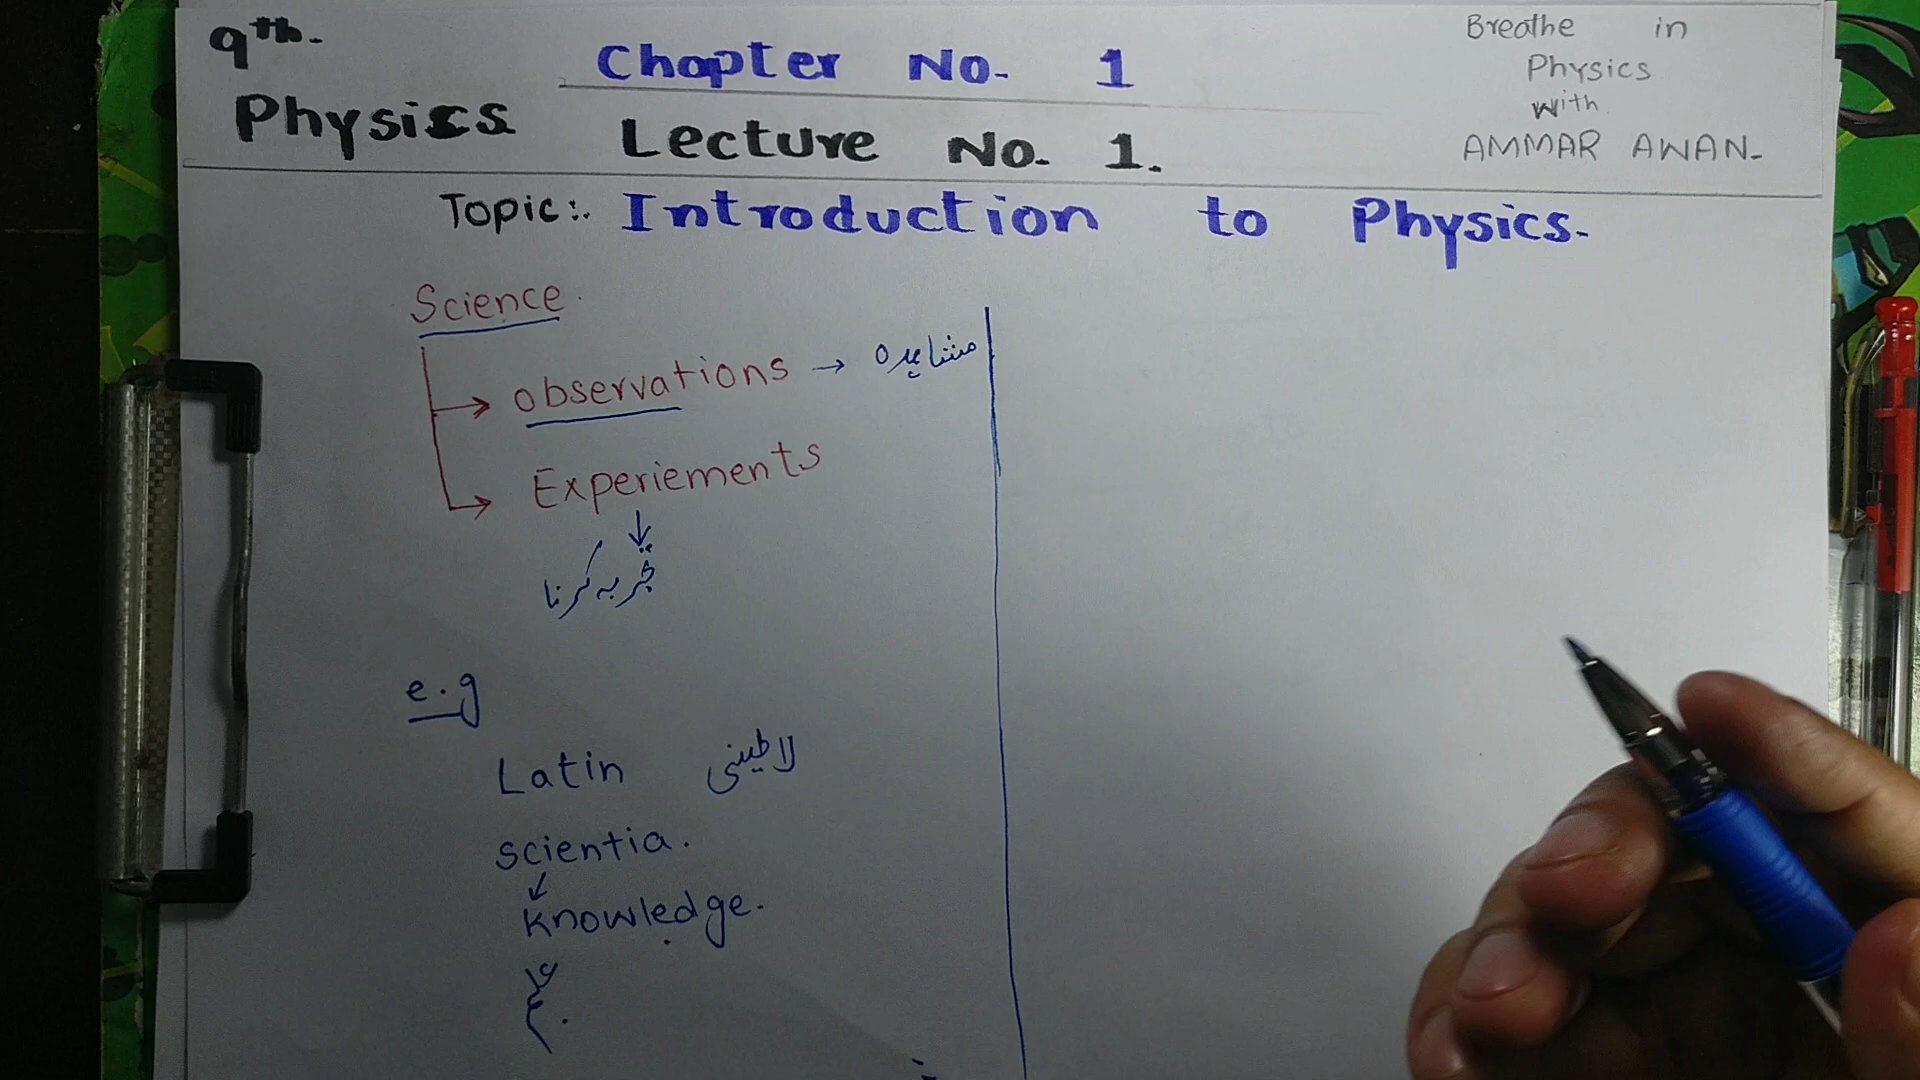 9th.
Physics
Chapter No. 1
Lecture No. 1.
Breathe in
Physics
with
AMMAR AWAN.
Topic:. Introduction to Physics.
Science.
observations → مشاہدہ
Experiements
تجربہ کرنا
e.g
Latin لاطینی
scientia.
Knowledge.
علم